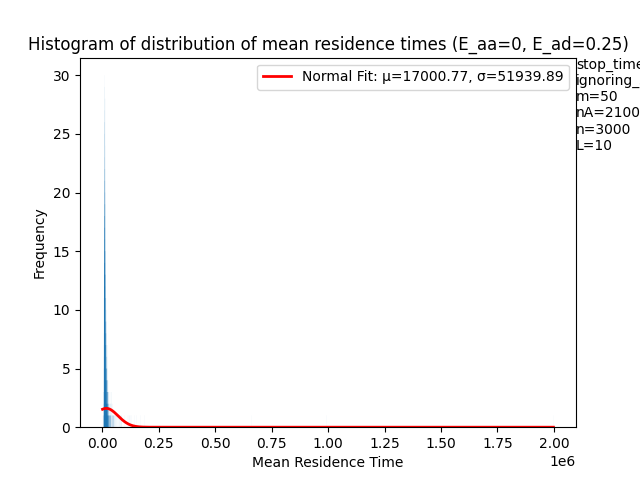 Histogram of distribution of mean residence times (E_aa=0, E_ad=0.25)
Normal Fit: μ=17000.77, σ=51939.89
stop_time
ignoring_
m=50
nA=2100
n=3000
L=10
Frequency
30
25
20
15
10
5
0
0.00 0.25 0.50 0.75 1.00 1.25 1.50 1.75 2.00
1e6
Mean Residence Time